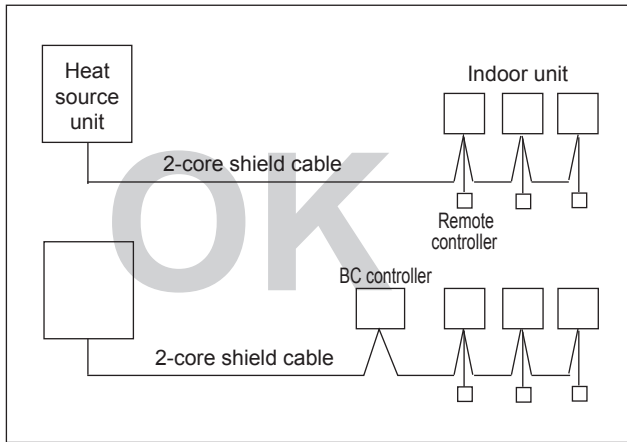 Heat
source
unit
Indoor unit
2-core shield cable
Remote
controller
OK
BC controller
2-core shield cable